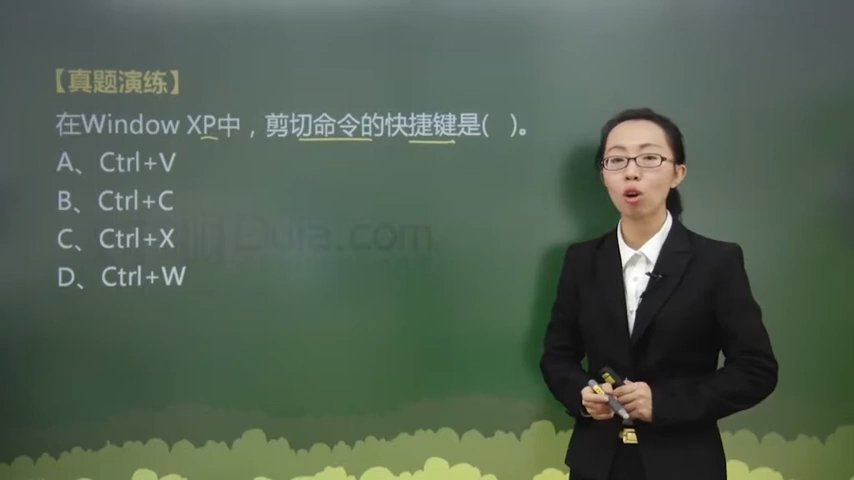 【真题演练】
在Window XP中，剪切命令的快捷键是( )。
A、Ctrl+V
B、Ctrl+C
C、Ctrl+X
D、Ctrl+W